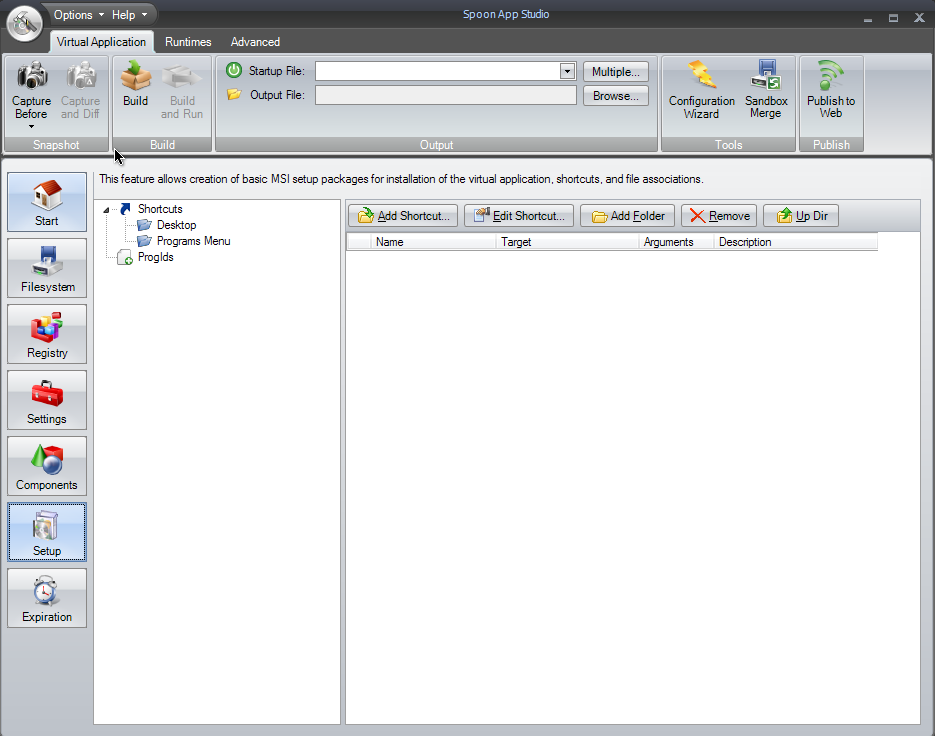 Options Help
Spoon App Studio
Virtual Application Runtimes Advanced
Capture Before
Capture and Diff
Snapshot
Build
Build and Run
Build
Startup File:
Multiple...
Output File:
Browse...
Output
Configuration Wizard
Sandbox Merge
Tools
Publish to Web
Publish
This feature allows creation of basic MSI setup packages for installation of the virtual application, shortcuts, and file associations.
Start
Filesystem
Registry
Settings
Components
Setup
Expiration
Shortcuts
Desktop
Programs Menu
ProgIds
Add Shortcut... Edit Shortcut... Add Folder Remove Up Dir
Name Target Arguments Description